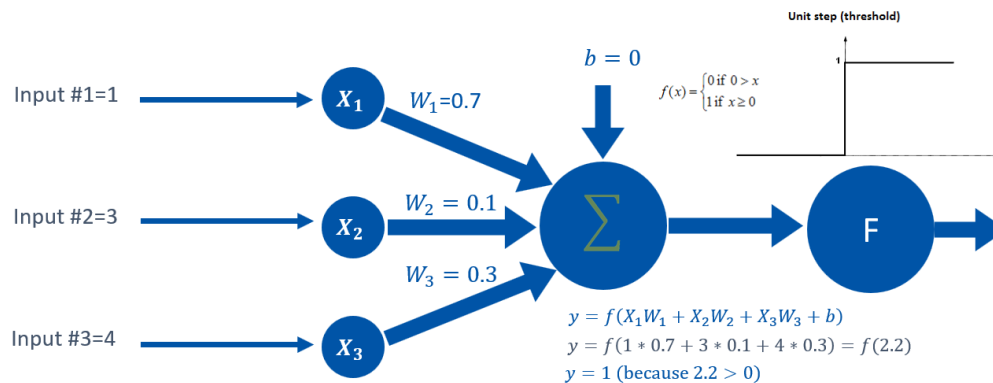 Unit step (threshold)
b = 0
1
f(x) = {0 if 0 > x
1 if x ≥ 0
Input #1=1
X₁
W₁=0.7
Input #2=3
X₂
W₂ = 0.1
∑
F
W₃ = 0.3
Input #3=4
X₃
y = f(X₁W₁ + X₂W₂ + X₃W₃ + b)
y = f(1 * 0.7 + 3 * 0.1 + 4 * 0.3) = f(2.2)
y = 1 (because 2.2 > 0)